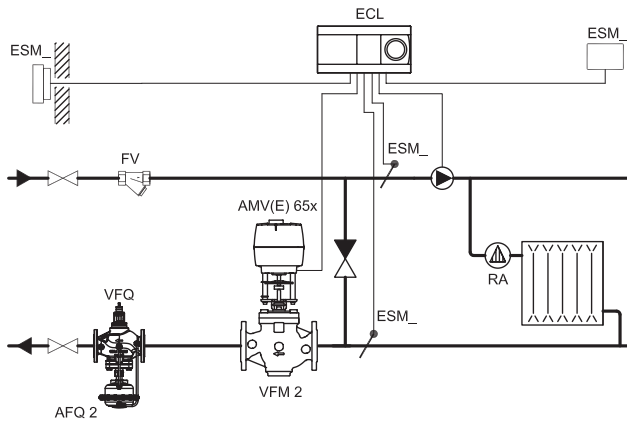 ECL
ESM_
ESM_
FV
ESM_
AMV(E) 65x
RA
VFQ
ESM_
VFM 2
AFQ 2